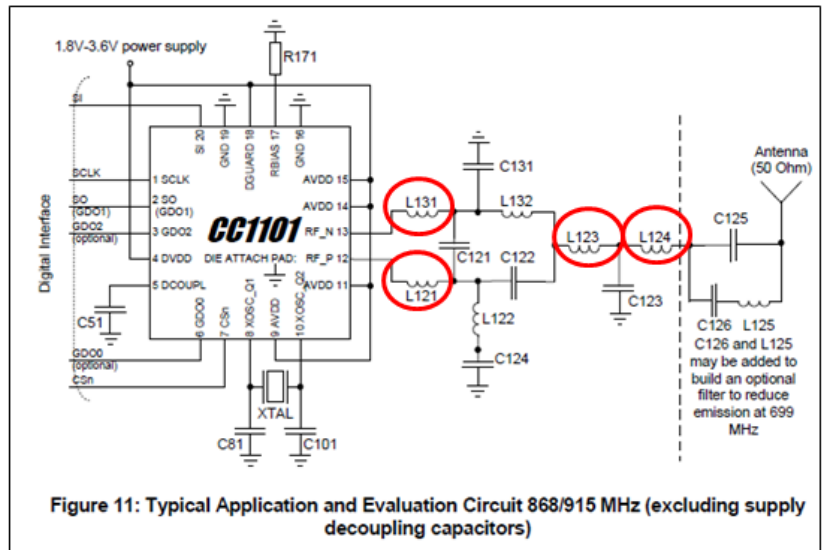 1.8V-3.6V power supply
R171
SI
SI 20
GND 19
DGUARD 18
RBIAS 17
GND 16
Antenna
(50 Ohm)
Digital Interface
SCLK
1 SCLK
AVDD 15
C131
SO
(GDO1)
2 SO
(GDO1)
AVDD 14
L131
L132
GDO2
(optional)
3 GDO2
CC1101
RF_N 13
C121
L123
L124
C125
4 DVDD
DIE ATTACH PAD:
RF_P 12
L121
C122
5 DCOUPL
AVDD 11
C123
C51
6 GDO0
7 CSn
8 XOSC_Q1
9 AVDD
10 XOSC_Q2
L122
C126
L125
GDO0
(optional)
C124
CSn
XTAL
C81
C101
C126 and L125
may be added to
build an optional
filter to reduce
emission at 699
MHz
Figure 11: Typical Application and Evaluation Circuit 868/915 MHz (excluding supply
decoupling capacitors)